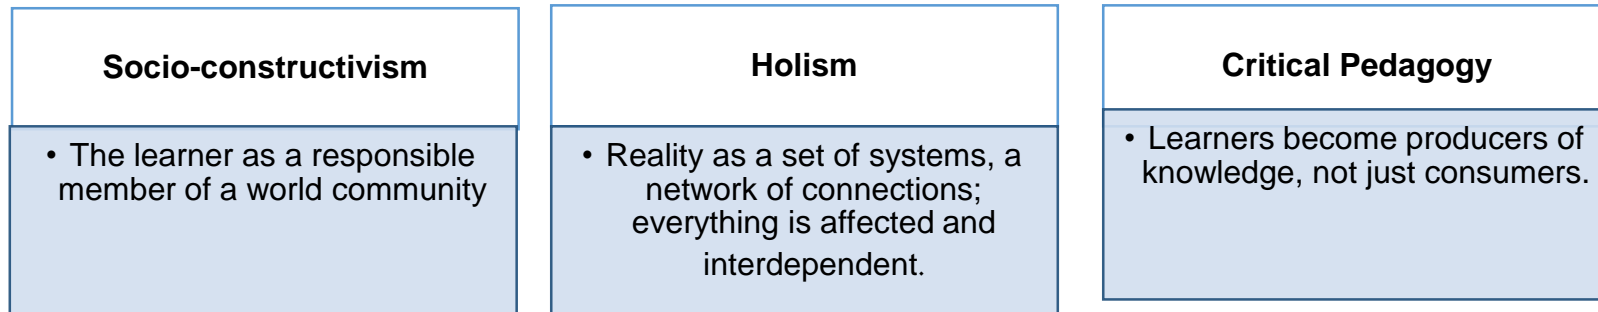 Socio-constructivism
• The learner as a responsible
member of a world community
Holism
• Reality as a set of systems, a
network of connections;
everything is affected and
interdependent.
Critical Pedagogy
• Learners become producers of
knowledge, not just consumers.